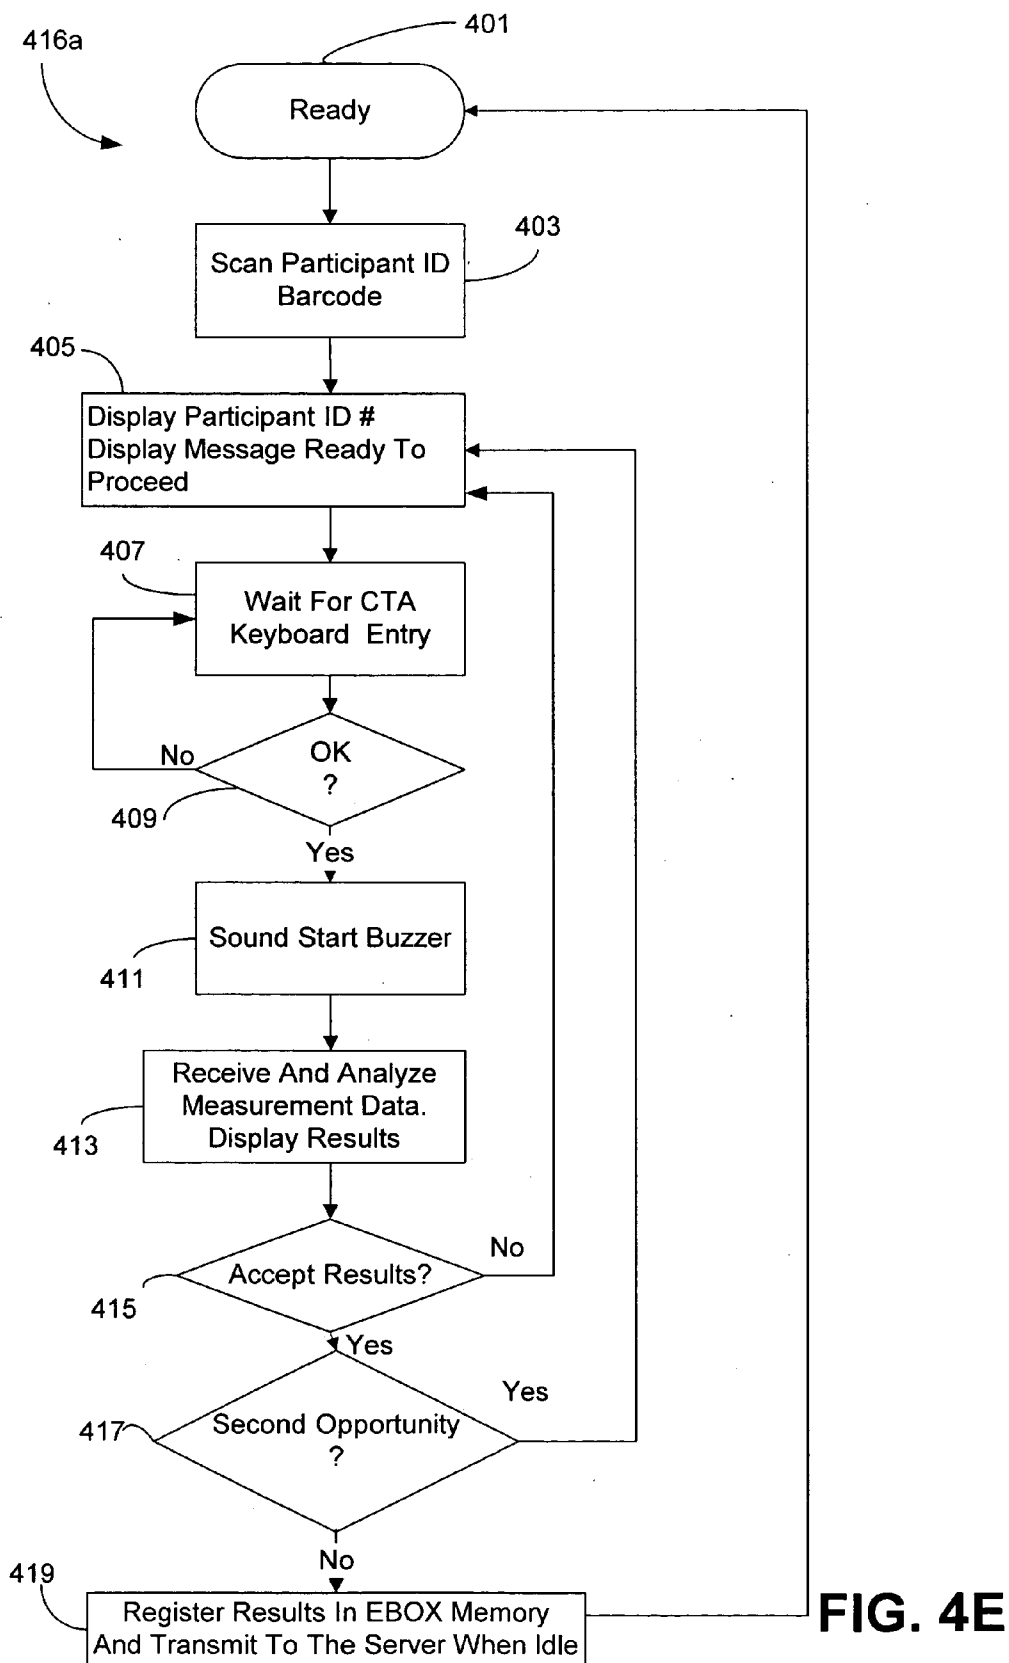 401
416a
Ready
403
Scan Participant ID
Barcode
405
Display Participant ID #
Display Message Ready To
Proceed
407
Wait For CTA
Keyboard Entry
OK
?
No
409
Yes
Sound Start Buzzer
411
Receive And Analyze
Measurement Data.
Display Results
413
No
Accept Results?
415
Yes
Yes
Second Opportunity
?
417
No
419
Register Results In EBOX Memory
And Transmit To The Server When Idle
FIG. 4E